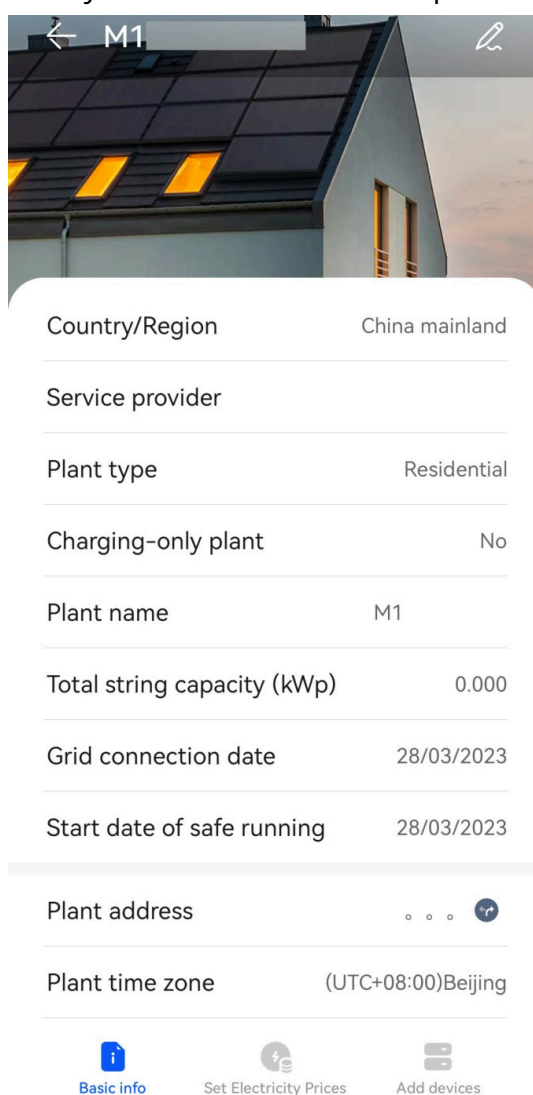 M1
Country/Region China mainland
Service provider
Plant type Residential
Charging-only plant No
Plant name M1
Total string capacity (kWp) 0.000
Grid connection date 28/03/2023
Start date of safe running 28/03/2023
Plant address 。。。
Plant time zone (UTC+08:00)Beijing
Basic info Set Electricity Prices Add devices